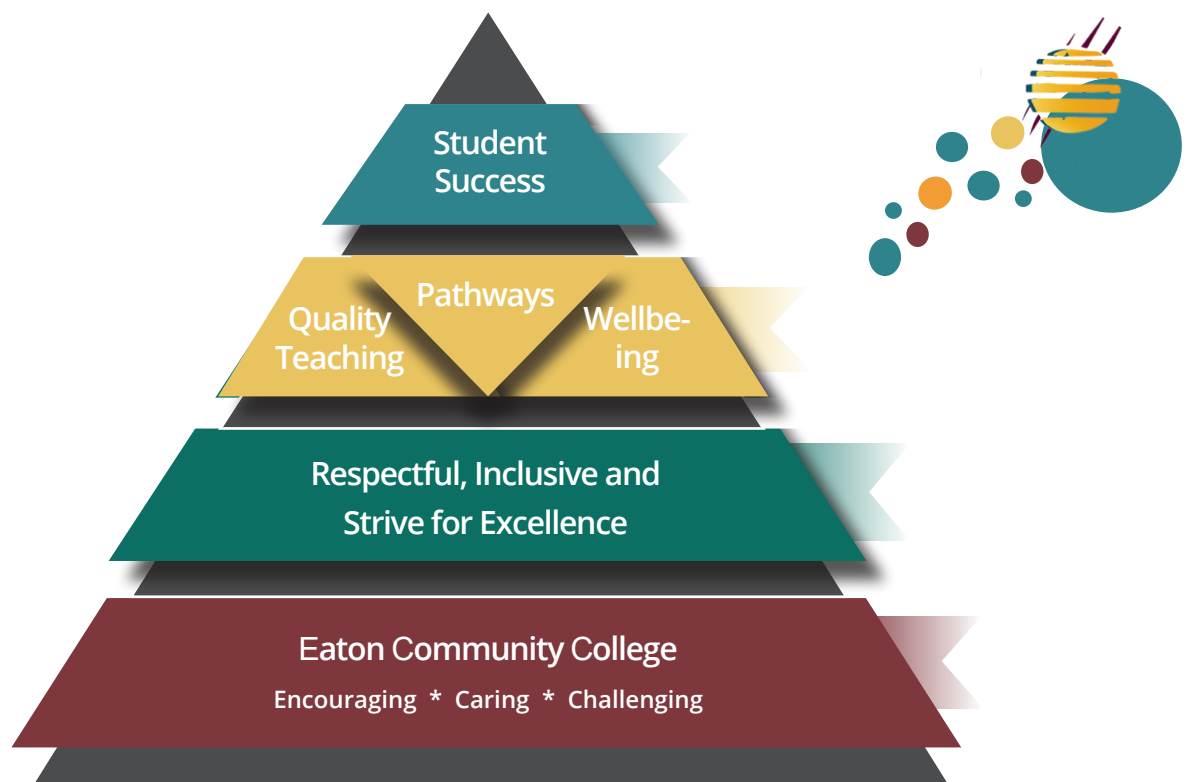 Student
Success
Pathways
Quality
Teaching
Wellbe-
ing
Respectful, Inclusive and
Strive for Excellence
Eaton Community College
Encouraging * Caring * Challenging